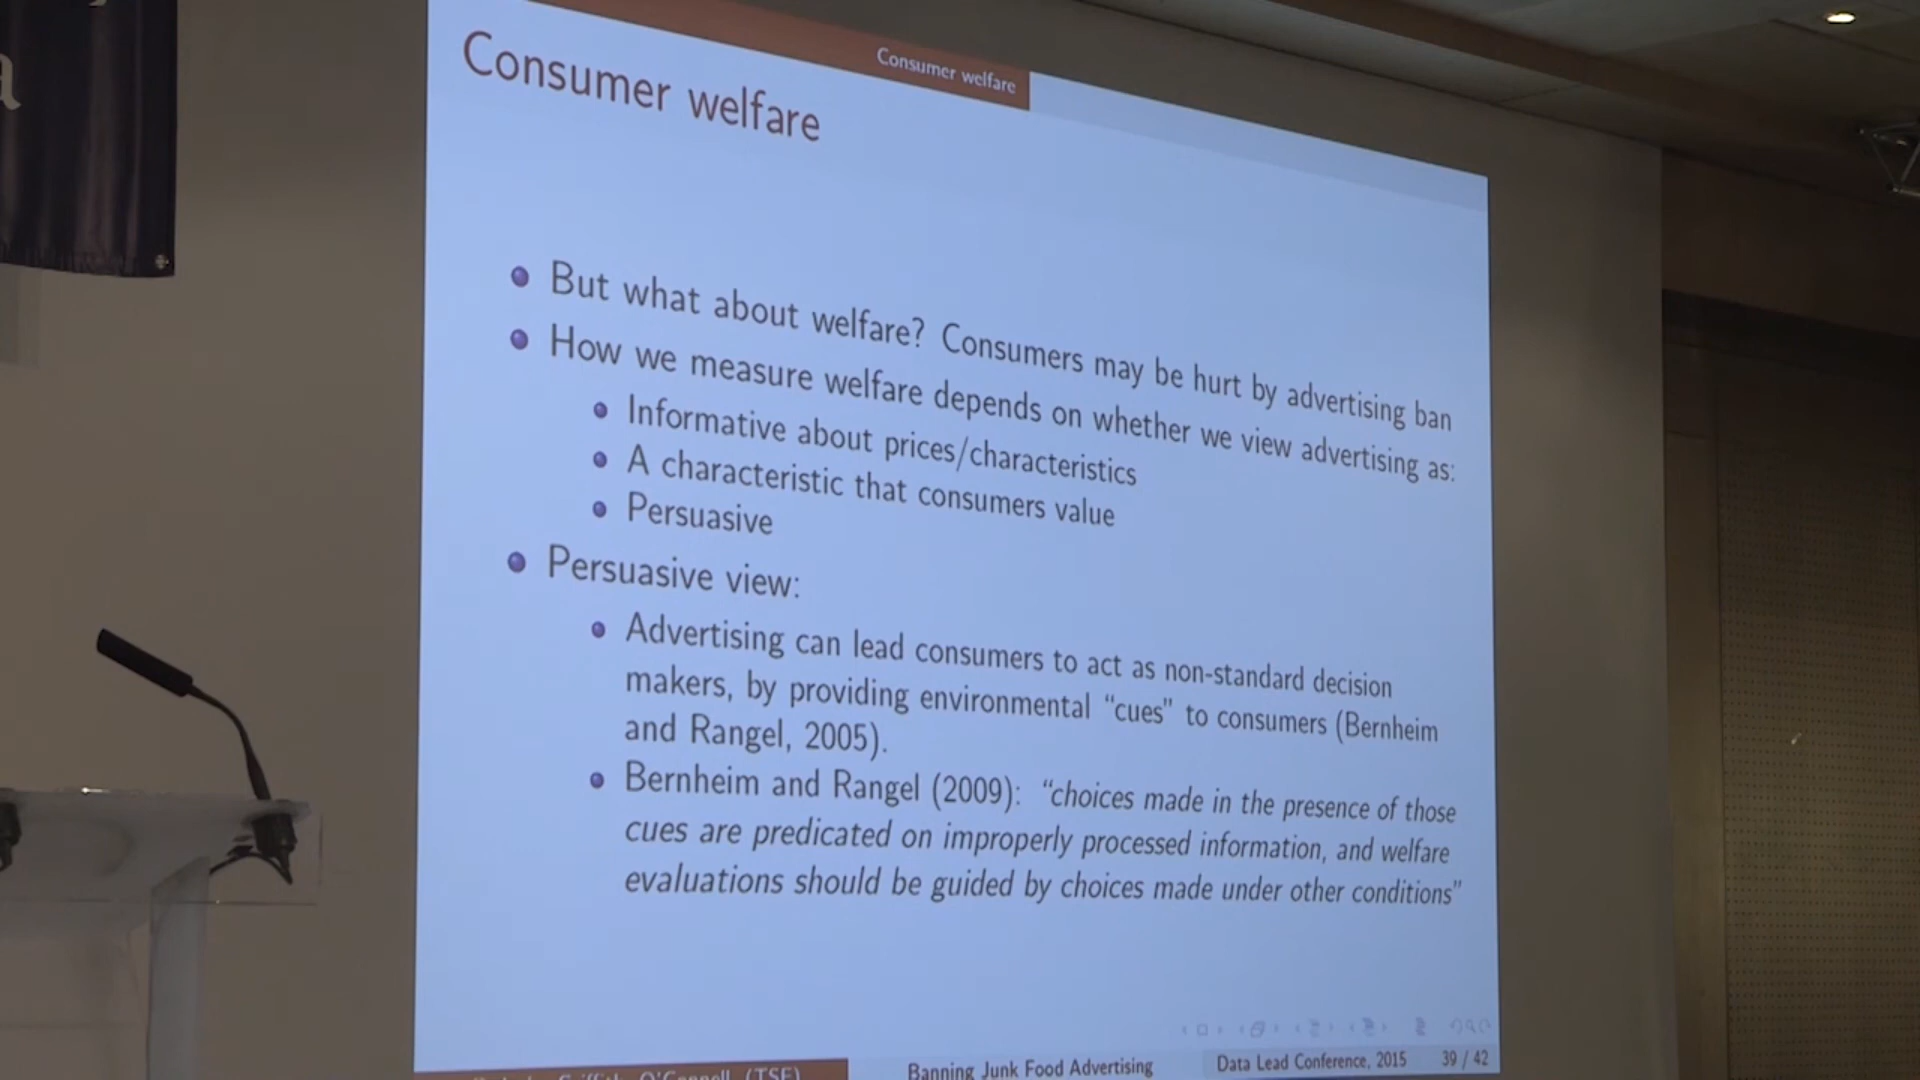 Consumer welfare
Consumer welfare
But what about welfare? Consumers may be hurt by advertising ban
How we measure welfare depends on whether we view advertising as:
Informative about prices/characteristics
A characteristic that consumers value
Persuasive
Persuasive view:
Advertising can lead consumers to act as non-standard decision
makers, by providing environmental “cues” to consumers (Bernheim
and Rangel, 2005).
Bernheim and Rangel (2009): “choices made in the presence of those
cues are predicated on improperly processed information, and welfare
evaluations should be guided by choices made under other conditions”
Griffith, O'Connell (TSE)
Banning Junk Food Advertising
Data Lead Conference, 2015
39 / 42